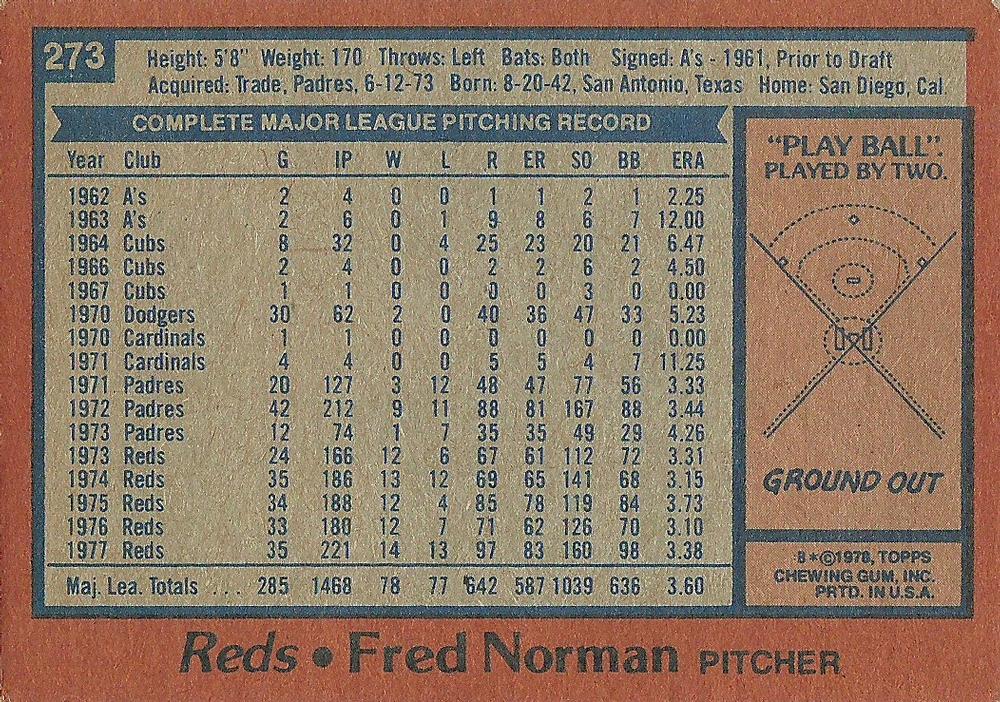 273
Height: 5'8" Weight: 170 Throws: Left Bats: Both Signed: A's - 1961, Prior to Draft
Acquired: Trade, Padres, 6-12-73 Born: 8-20-42, San Antonio, Texas Home: San Diego, Cal.
COMPLETE MAJOR LEAGUE PITCHING RECORD
Year Club G IP W L R ER SO BB ERA
1962 A's 2 4 0 0 1 1 2 1 2.25
1963 A's 2 6 0 1 9 8 6 7 12.00
1964 Cubs 8 32 0 4 25 23 20 21 6.47
1966 Cubs 2 4 0 0 2 2 6 2 4.50
1967 Cubs 1 1 0 0 0 0 3 0 0.00
1970 Dodgers 30 62 2 0 40 36 47 33 5.23
1970 Cardinals 1 1 0 0 0 0 0 0 0.00
1971 Cardinals 4 4 0 0 5 5 4 7 11.25
1971 Padres 20 127 3 12 48 47 77 56 3.33
1972 Padres 42 212 9 11 88 81 167 88 3.44
1973 Padres 12 74 1 7 35 35 49 29 4.26
1973 Reds 24 166 12 6 67 61 112 72 3.31
1974 Reds 35 186 13 12 69 65 141 68 3.15
1975 Reds 34 188 12 4 85 78 119 84 3.73
1976 Reds 33 180 12 7 71 62 126 70 3.10
1977 Reds 35 221 14 13 97 83 160 98 3.38
Maj. Lea. Totals ... 285 1468 78 77 642 587 1039 636 3.60
"PLAY BALL".
PLAYED BY TWO.
GROUND OUT
B*©1978, TOPPS
CHEWING GUM, INC.
PRTD. IN U.S.A.
Reds • Fred Norman PITCHER